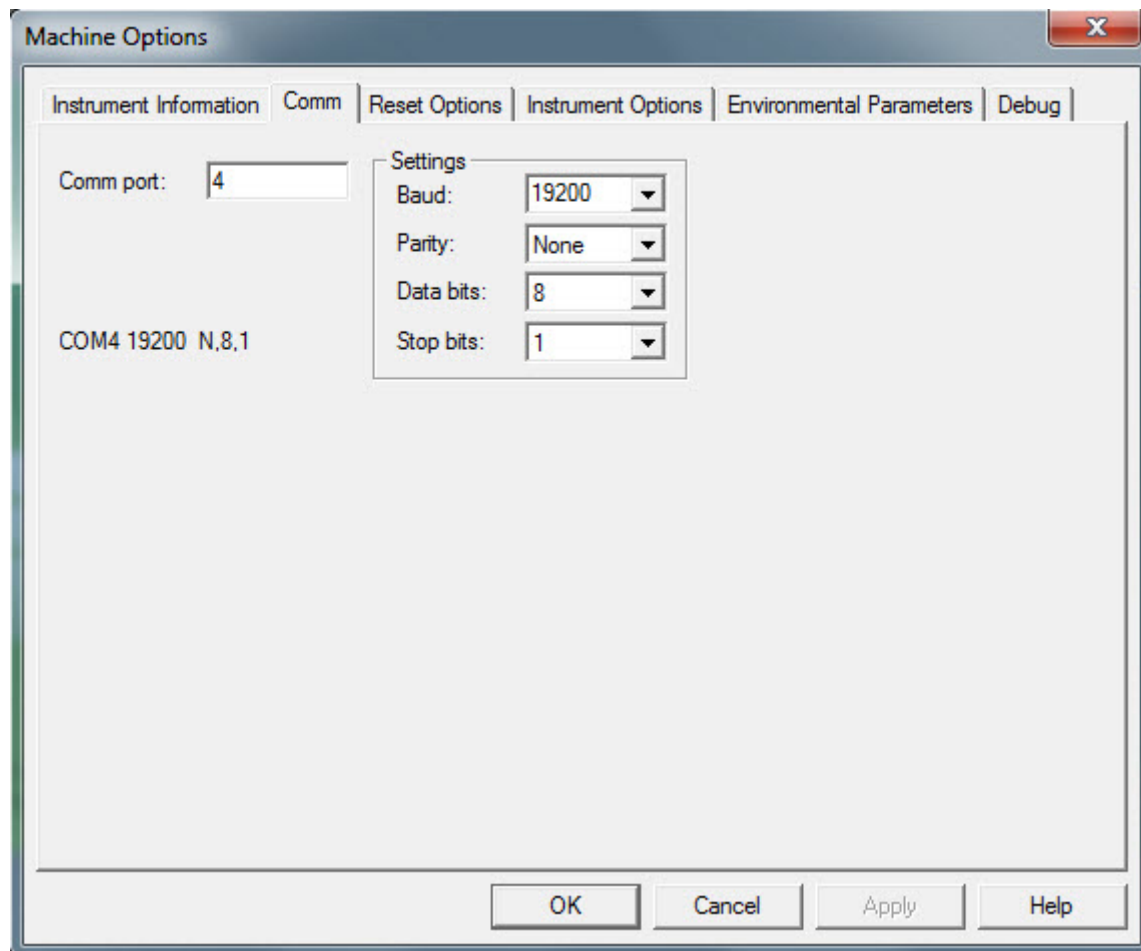 Machine Options
Instrument Information Comm Reset Options Instrument Options Environmental Parameters Debug
Comm port: 4
Settings
Baud: 19200
Parity: None
Data bits: 8
COM4 19200 N,8,1
Stop bits: 1
OK Cancel Apply Help